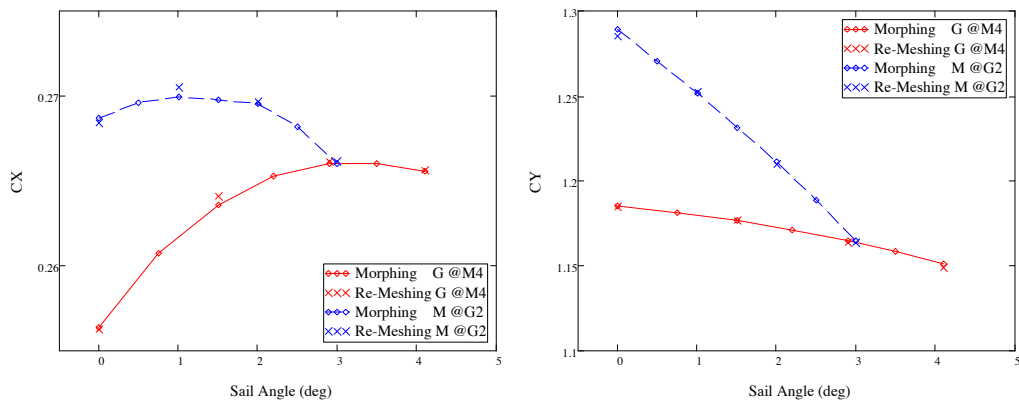 CX
0.27
0.26
0 1 2 3 4 5
Sail Angle (deg)
Morphing G @M4
Re-Meshing G @M4
Morphing M @G2
Re-Meshing M @G2
CY
1.3
1.25
1.2
1.15
1.1
0 1 2 3 4 5
Sail Angle (deg)
Morphing G @M4
Re-Meshing G @M4
Morphing M @G2
Re-Meshing M @G2